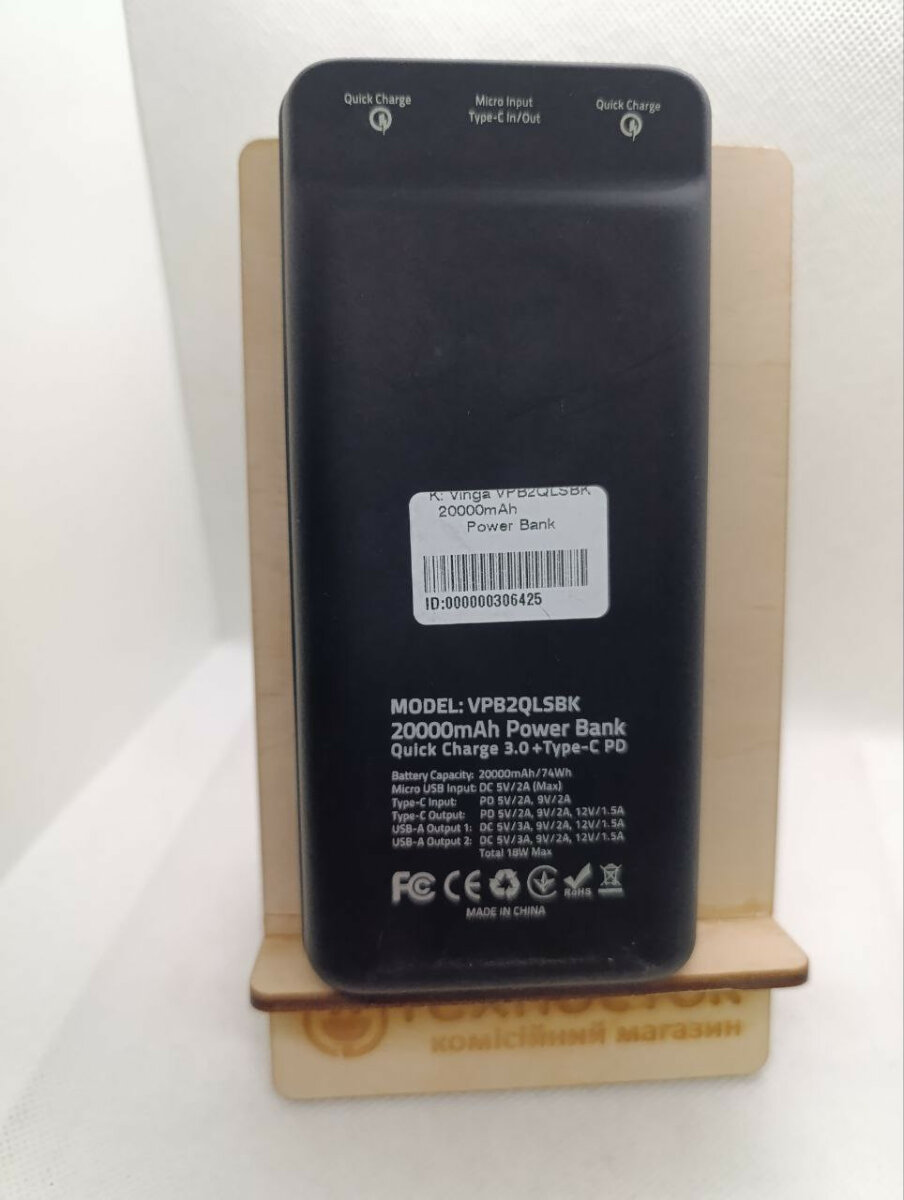 Quick Charge
Micro Input
Type-C In/Out
Quick Charge
K: Vinga VPB2QLSBK
20000mAh
Power Bank
ID:000000306425
MODEL: VPB2QLSBK
20000mAh Power Bank
Quick Charge 3.0+Type-C PD
Battery Capacity: 20000mAh/74Wh
Micro USB Input: DC 5V/2A (Max)
Type-C Input: PD 5V/2A, 9V/2A
Type-C Output: PD 5V/2A, 9V/2A, 12V/1.5A
USB-A Output 1: DC 5V/3A, 9V/2A, 12V/1.5A
USB-A Output 2: DC 5V/3A, 9V/2A, 12V/1.5A
Total 18W Max
FC CE RoHS
MADE IN CHINA
комісійний магазин